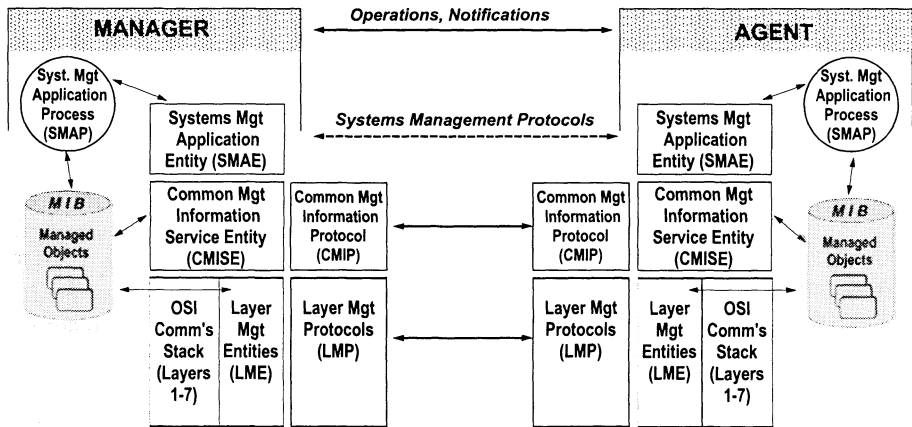 Operations, Notifications
MANAGER
AGENT
Syst. Mgt
Application
Process
(SMAP)
Systems Mgt
Application
Entity (SMAE)
Systems Management Protocols
Systems Mgt
Application
Entity (SMAE)
Syst. Mgt
Application
Process
(SMAP)
MIB
Managed
Objects
Common Mgt
Information
Service Entity
(CMISE)
Common Mgt
Information
Protocol
(CMIP)
Common Mgt
Information
Protocol
(CMIP)
Common Mgt
Information
Service Entity
(CMISE)
MIB
Managed
Objects
OSI
Comm's
Stack
(Layers
1-7)
Layer
Mgt
Entities
(LME)
Layer Mgt
Protocols
(LMP)
Layer Mgt
Protocols
(LMP)
Layer
Mgt
Entities
(LME)
OSI
Comm's
Stack
(Layers
1-7)